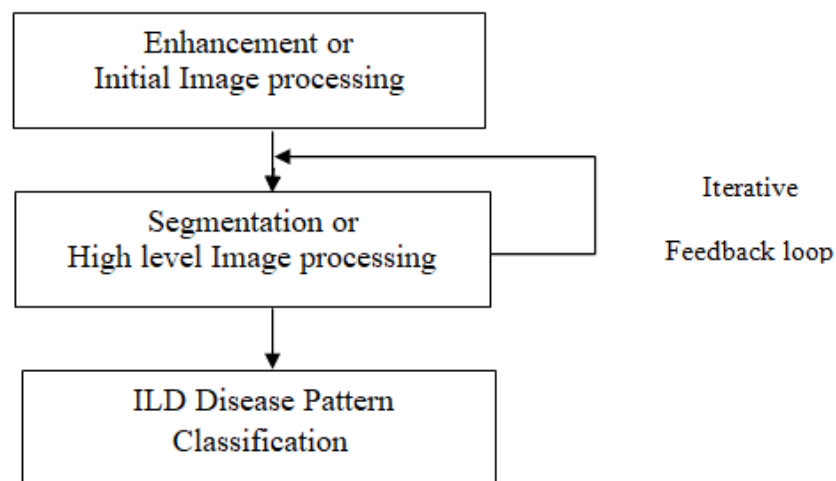 Enhancement or
Initial Image processing
Iterative
Segmentation or
High level Image processing
Feedback loop
ILD Disease Pattern
Classification